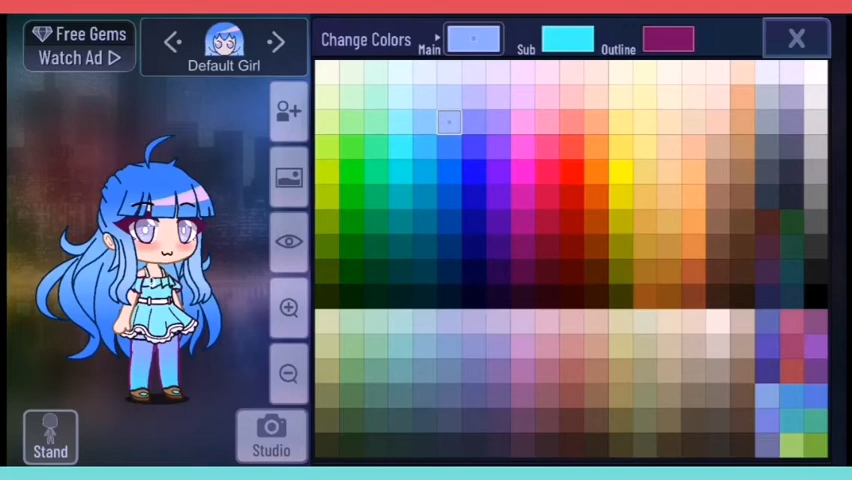 Free Gems
Watch Ad
Default Girl
Change Colors
Main
Sub
Outline
X
Stand
Studio